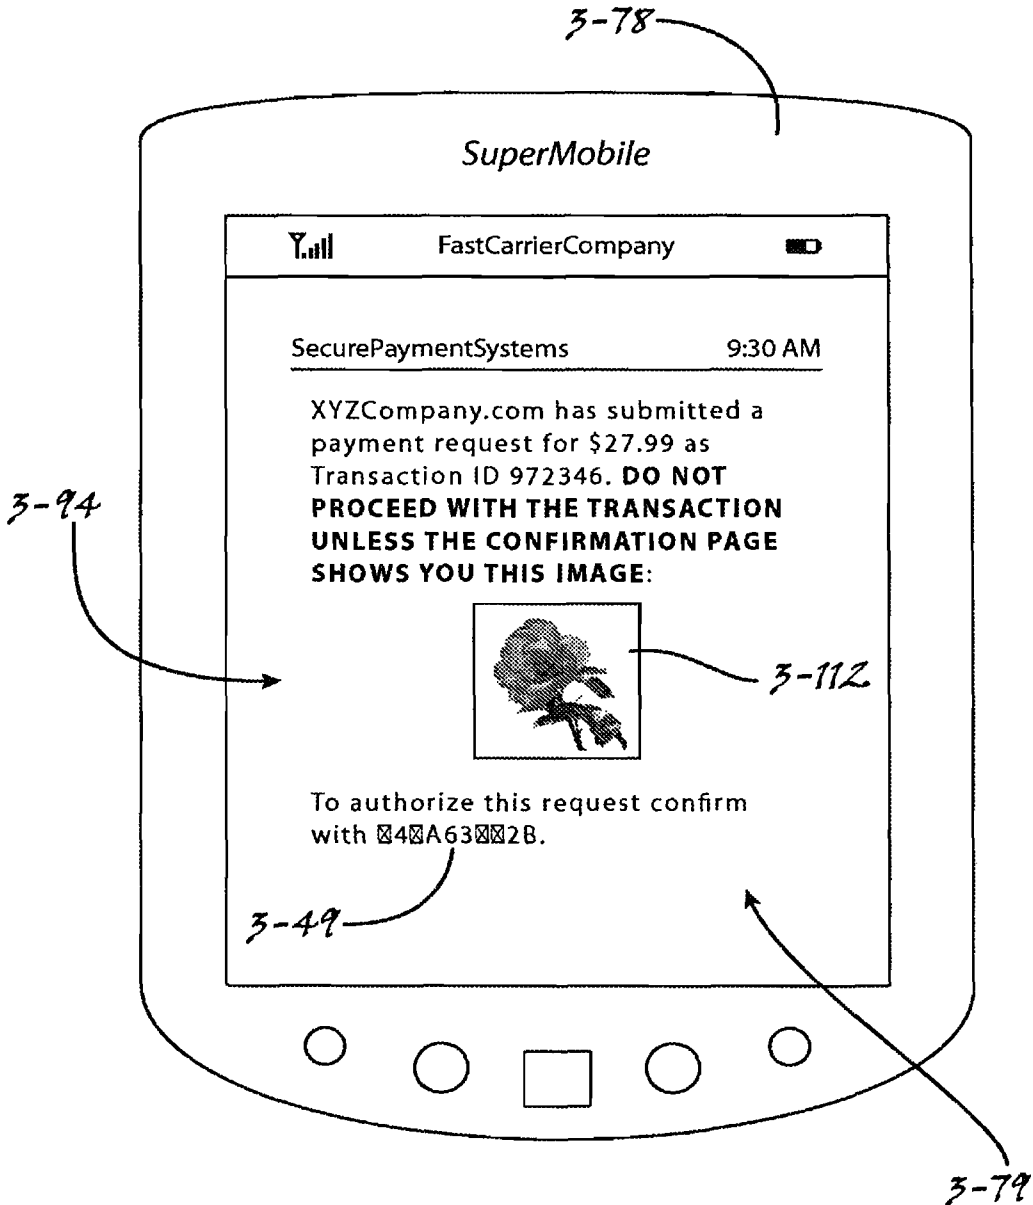 3-78
SuperMobile
FastCarrierCompany
SecurePaymentSystems 9:30 AM
XYZCompany.com has submitted a
payment request for $27.99 as
Transaction ID 972346. DO NOT
PROCEED WITH THE TRANSACTION
UNLESS THE CONFIRMATION PAGE
SHOWS YOU THIS IMAGE:
3-94
3-112
To authorize this request confirm
with ☒4☒A63☒☒2B.
3-49
3-79